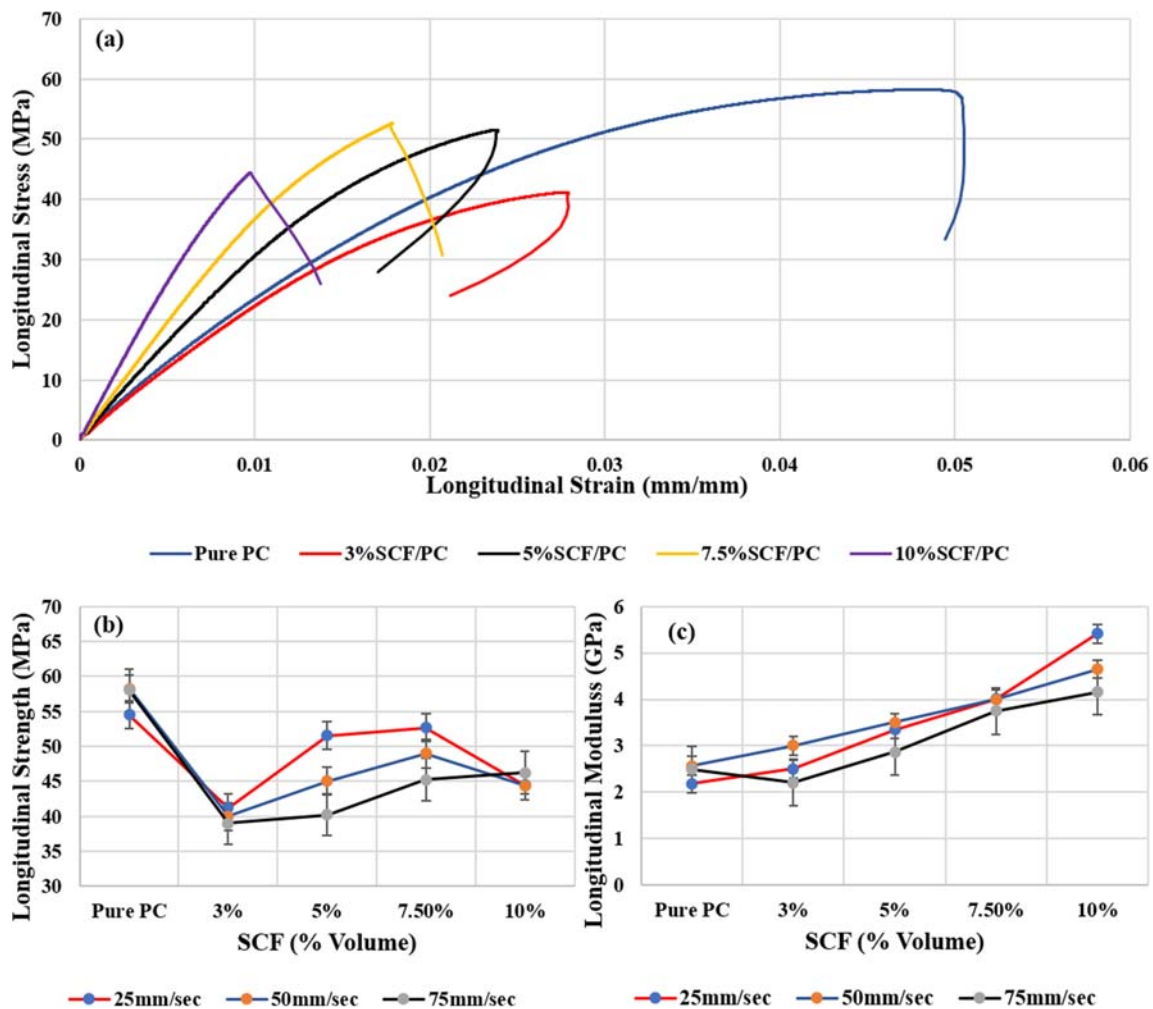 (a)
Longitudinal Stress (MPa)
70
60
50
40
30
20
10
0
0 0.01 0.02 0.03 0.04 0.05 0.06
Longitudinal Strain (mm/mm)
Pure PC 3%SCF/PC 5%SCF/PC 7.5%SCF/PC 10%SCF/PC
(b)
Longitudinal Strength (MPa)
70
65
60
55
50
45
40
35
30
Pure PC 3% 5% 7.50% 10%
SCF (% Volume)
25mm/sec 50mm/sec 75mm/sec
(c)
Longitudinal Moduluss (GPa)
6
5
4
3
2
1
0
Pure PC 3% 5% 7.50% 10%
SCF (% Volume)
25mm/sec 50mm/sec 75mm/sec